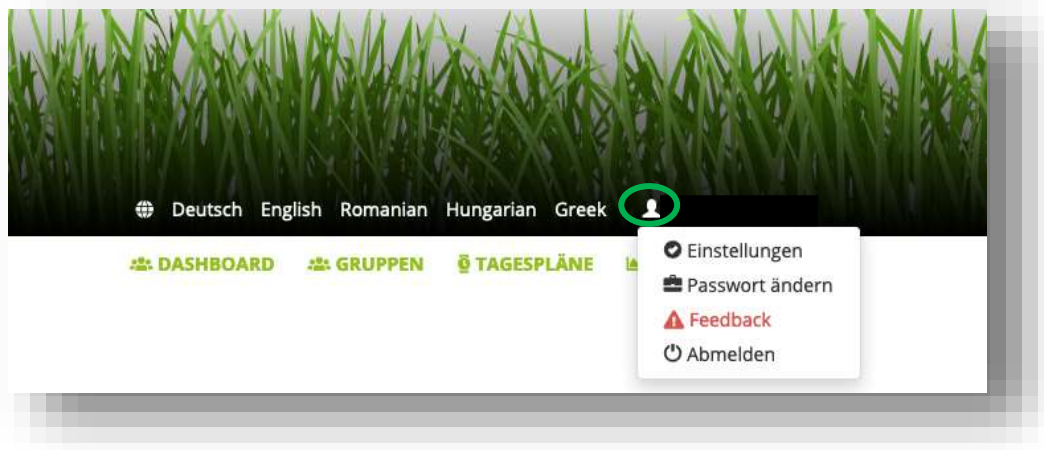 Deutsch English Romanian Hungarian Greek
DASHBOARD GRUPPEN TAGESPLÄNE
Einstellungen
Passwort ändern
Feedback
Abmelden